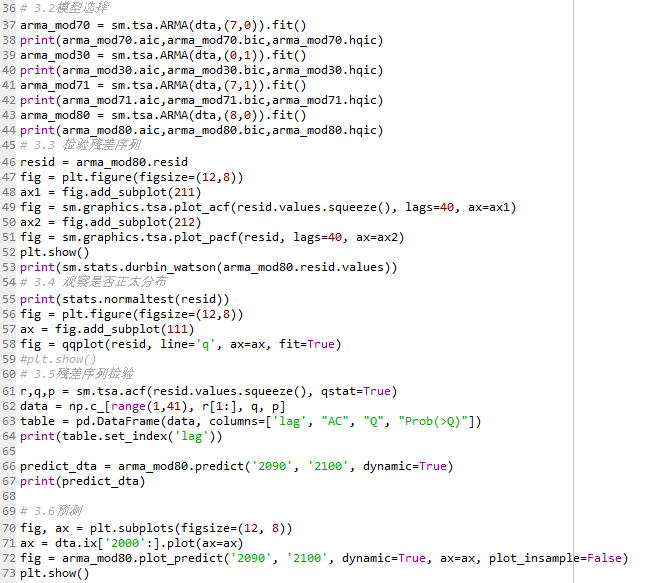 36 # 3.2模型选择
37 arma_mod70 = sm.tsa.ARMA(dta,(7,0)).fit()
38 print(arma_mod70.aic,arma_mod70.bic,arma_mod70.hqic)
39 arma_mod30 = sm.tsa.ARMA(dta,(0,1)).fit()
40 print(arma_mod30.aic,arma_mod30.bic,arma_mod30.hqic)
41 arma_mod71 = sm.tsa.ARMA(dta,(7,1)).fit()
42 print(arma_mod71.aic,arma_mod71.bic,arma_mod71.hqic)
43 arma_mod80 = sm.tsa.ARMA(dta,(8,0)).fit()
44 print(arma_mod80.aic,arma_mod80.bic,arma_mod80.hqic)
45 # 3.3 检验残差序列
46 resid = arma_mod80.resid
47 fig = plt.figure(figsize=(12,8))
48 ax1 = fig.add_subplot(211)
49 fig = sm.graphics.tsa.plot_acf(resid.values.squeeze(), lags=40, ax=ax1)
50 ax2 = fig.add_subplot(212)
51 fig = sm.graphics.tsa.plot_pacf(resid, lags=40, ax=ax2)
52 plt.show()
53 print(sm.stats.durbin_watson(arma_mod80.resid.values))
54 # 3.4 观察是否正太分布
55 print(stats.normaltest(resid))
56 fig = plt.figure(figsize=(12,8))
57 ax = fig.add_subplot(111)
58 fig = qqplot(resid, line='q', ax=ax, fit=True)
59 #plt.show()
60 # 3.5残差序列检验
61 r,q,p = sm.tsa.acf(resid.values.squeeze(), qstat=True)
62 data = np.c_[range(1,41), r[1:], q, p]
63 table = pd.DataFrame(data, columns=['lag', "AC", "Q", "Prob(>Q)"])
64 print(table.set_index('lag'))
65
66 predict_dta = arma_mod80.predict('2090', '2100', dynamic=True)
67 print(predict_dta)
68
69 # 3.6预测
70 fig, ax = plt.subplots(figsize=(12, 8))
71 ax = dta.ix['2000':].plot(ax=ax)
72 fig = arma_mod80.plot_predict('2090', '2100', dynamic=True, ax=ax, plot_insample=False)
73 plt.show()